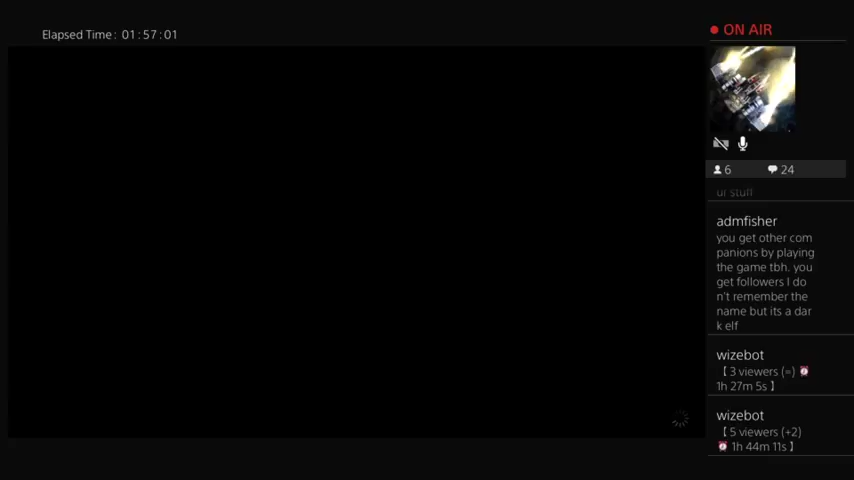 Elapsed Time: 01:57:01
ON AIR
6 24
ur stuff
admfisher
you get other com
panions by playing
the game tbh. you
get followers I do
n't remember the
name but its a dar
k elf
wizebot
【 3 viewers (=) ⏰
1h 27m 5s 】
wizebot
【 5 viewers (+2)
⏰ 1h 44m 11s 】